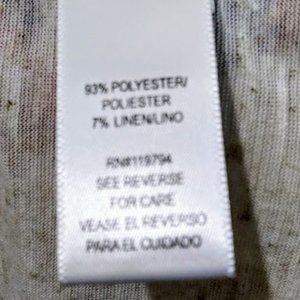 93% POLYESTER/
POLIESTER
7% LINEN/LINO
RN#119794
SEE REVERSE
FOR CARE
VEASE EL REVERSO
PARA EL CUIDADO